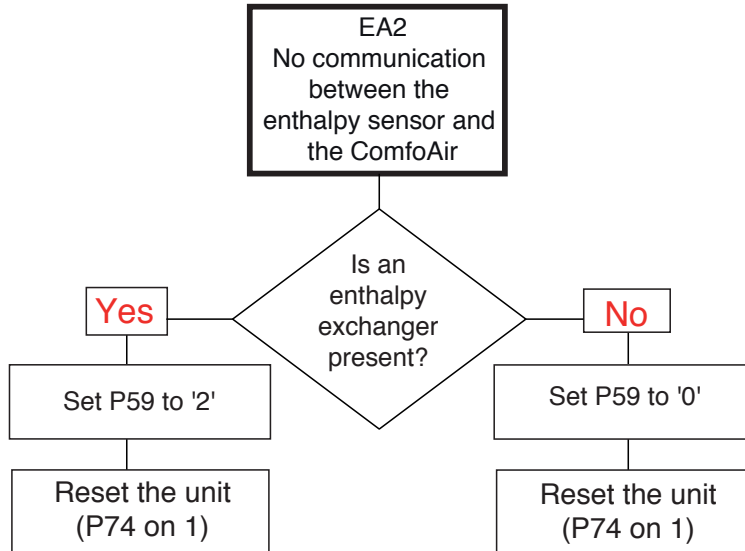 EA2
No communication
between the
enthalpy sensor and
the ComfoAir
Is an
enthalpy
exchanger
present?
Yes
No
Set P59 to '2'
Set P59 to '0'
Reset the unit
(P74 on 1)
Reset the unit
(P74 on 1)